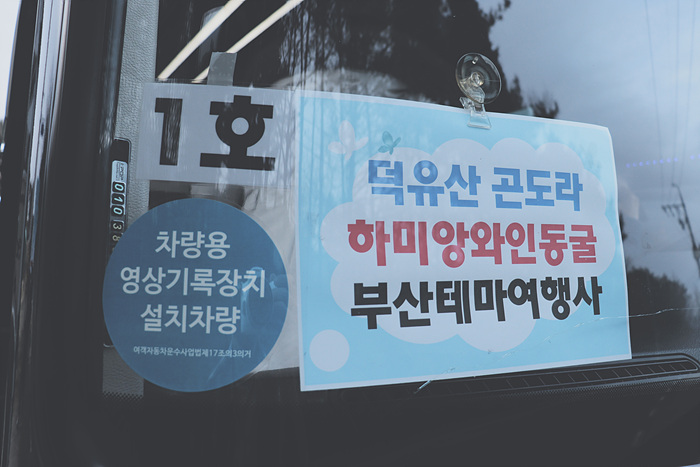 1호
덕유산 곤도라
하미앙와인동굴
부산테마여행사
차량용
영상기록장치
설치차량
여객자동차운수사업법제17조에3의거
010